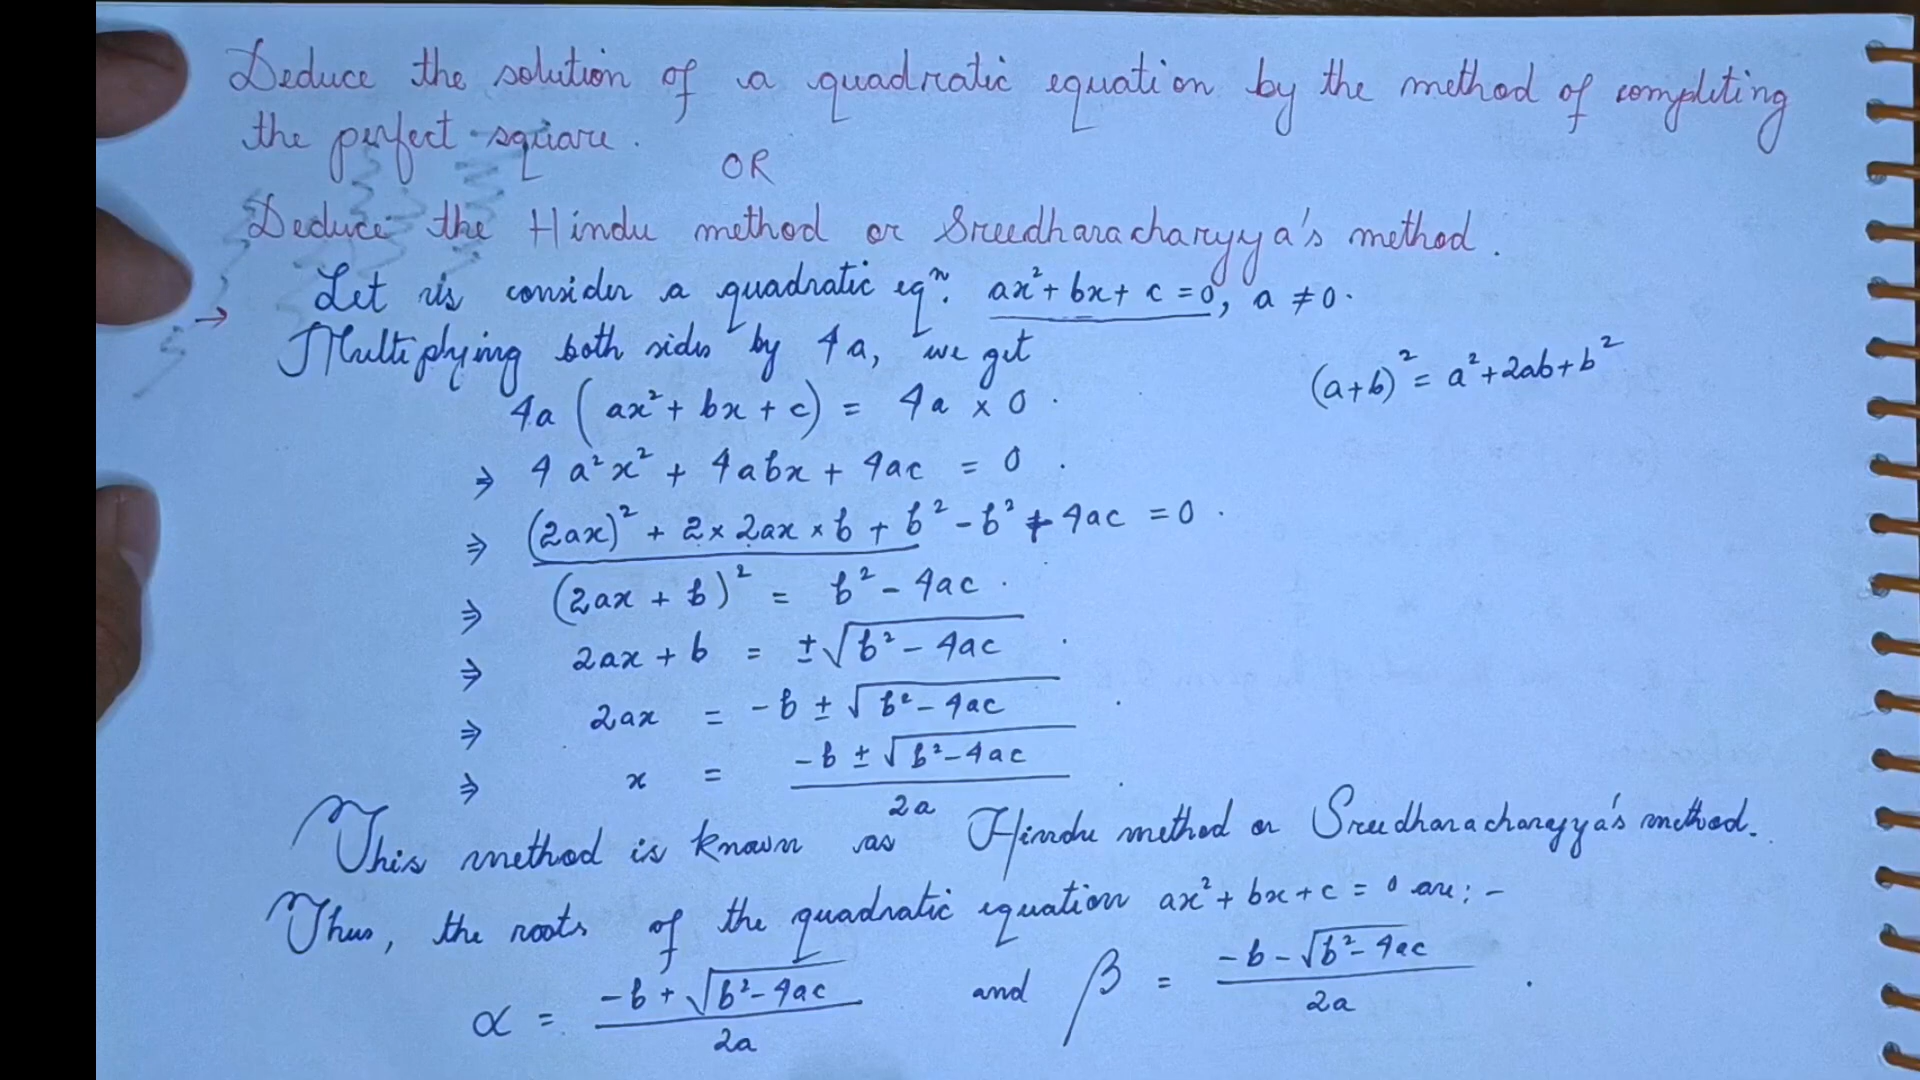 Deduce the solution of a quadratic equation by the method of completing
the perfect square.
OR
Deduce the Hindu method or Sreedharacharyya's method.
→ Let us consider a quadratic eqⁿ. ax² + bx + c = 0, a ≠ 0.
Multiplying both sides by 4a, we get
(a+b)² = a² + 2ab + b²
4a (ax² + bx + c) = 4a × 0.
⇒ 4a²x² + 4abx + 4ac = 0.
⇒ (2ax)² + 2 × 2ax × b + b² - b² + 4ac = 0.
⇒ (2ax + b)² = b² - 4ac.
⇒ 2ax + b = ±√(b² - 4ac).
⇒ 2ax = -b ± √(b² - 4ac).
⇒ x = (-b ± √(b² - 4ac)) / 2a.
This method is known as Hindu method or Sreedharacharyya's method.
Thus, the roots of the quadratic equation ax² + bx + c = 0 are: -
α = (-b + √(b² - 4ac)) / 2a and β = (-b - √(b² - 4ac)) / 2a.